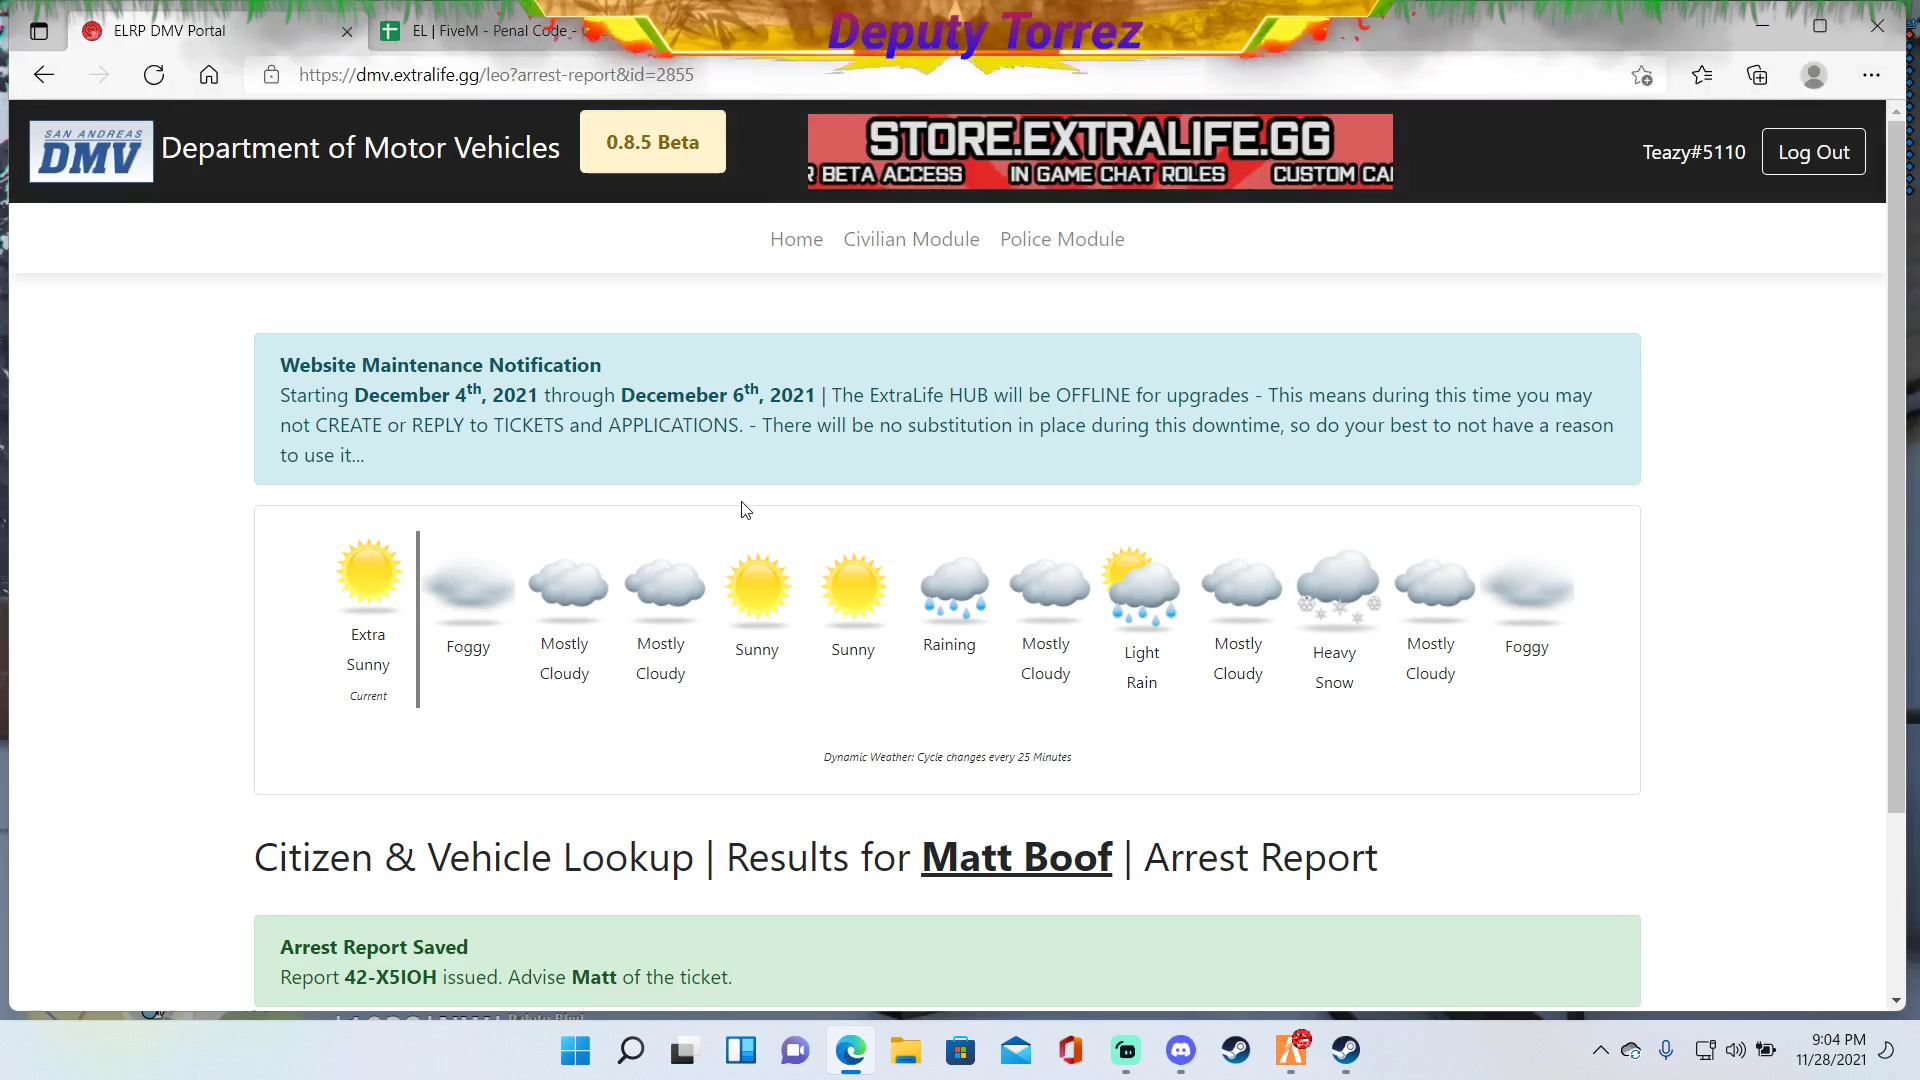 Deputy Torrez
ELRP DMV Portal
EL | FiveM - Penal Code -
https://dmv.extralife.gg/leo?arrest-report&id=2855
SAN ANDREAS
DMV
Department of Motor Vehicles
0.8.5 Beta
STORE.EXTRALIFE.GG
R BETA ACCESS IN GAME CHAT ROLES CUSTOM CA
Teazy#5110
Log Out
Home Civilian Module Police Module
Website Maintenance Notification
Starting December 4th, 2021 through Decemeber 6th, 2021 | The ExtraLife HUB will be OFFLINE for upgrades - This means during this time you may
not CREATE or REPLY to TICKETS and APPLICATIONS. - There will be no substitution in place during this downtime, so do your best to not have a reason
to use it...
Extra
Sunny
Current
Foggy
Mostly
Cloudy
Mostly
Cloudy
Sunny
Sunny
Raining
Mostly
Cloudy
Light
Rain
Mostly
Cloudy
Heavy
Snow
Mostly
Cloudy
Foggy
Dynamic Weather: Cycle changes every 25 Minutes
Citizen & Vehicle Lookup | Results for Matt Boof | Arrest Report
Arrest Report Saved
Report 42-X5IOH issued. Advise Matt of the ticket.
9:04 PM
11/28/2021